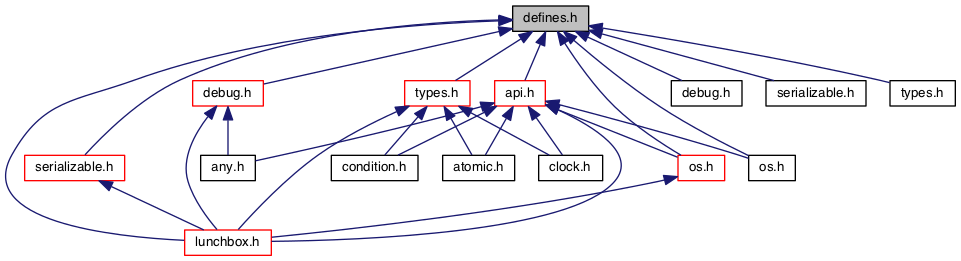 defines.h
debug.h
types.h
api.h
debug.h
serializable.h
types.h
serializable.h
any.h
condition.h
atomic.h
clock.h
os.h
os.h
lunchbox.h